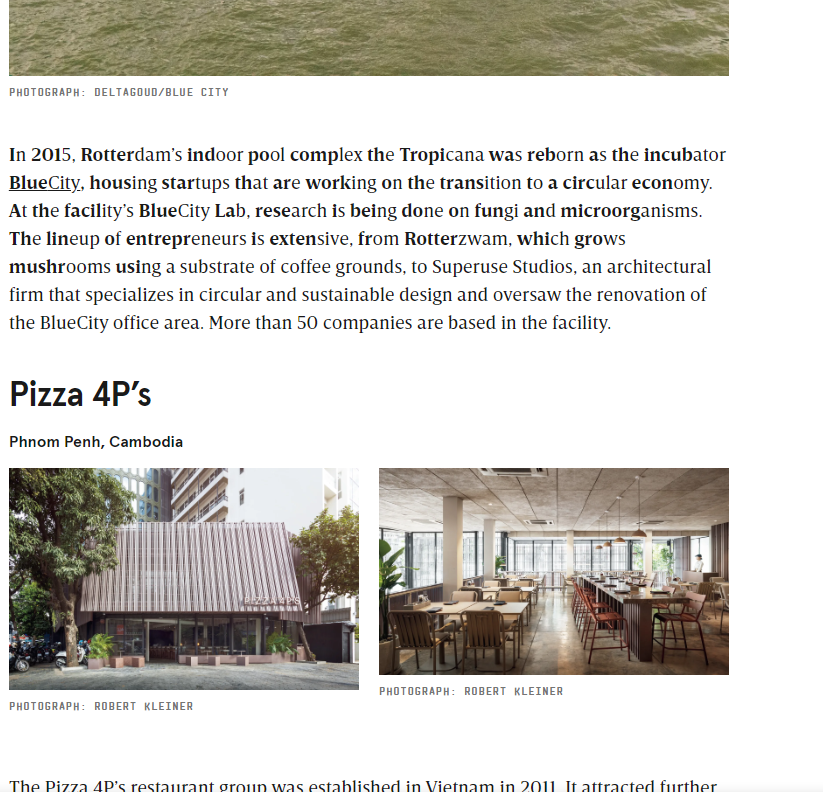 PHOTOGRAPH: DELTAGOUD/BLUE CITY
In 2015, Rotterdam’s indoor pool complex the Tropicana was reborn as the incubator
BlueCity, housing startups that are working on the transition to a circular economy.
At the facility’s BlueCity Lab, research is being done on fungi and microorganisms.
The lineup of entrepreneurs is extensive, from Rotterzwam, which grows
mushrooms using a substrate of coffee grounds, to Superuse Studios, an architectural
firm that specializes in circular and sustainable design and oversaw the renovation of
the BlueCity office area. More than 50 companies are based in the facility.
Pizza 4P’s
Phnom Penh, Cambodia
PIZZA 4P'S
PHOTOGRAPH: ROBERT KLEINER
PHOTOGRAPH: ROBERT KLEINER
The Pizza 4P’s restaurant group was established in Vietnam in 2011. It attracted further